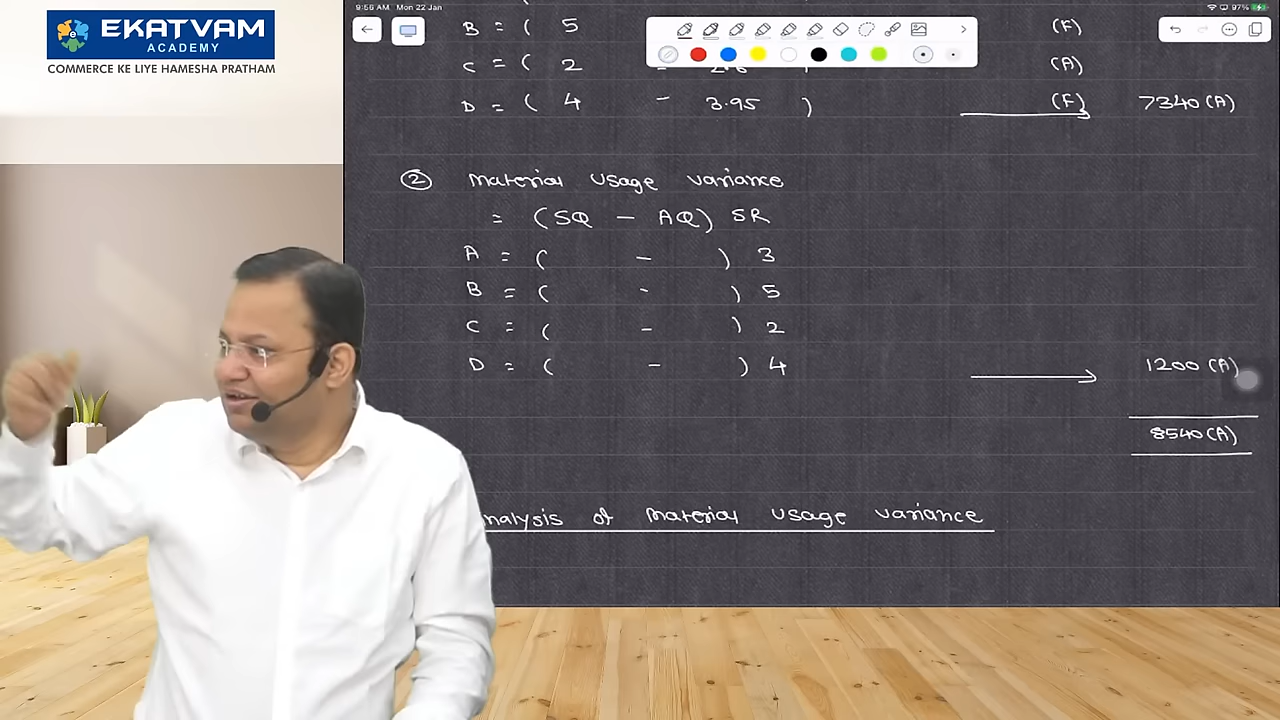 EKATVAM
ACADEMY
COMMERCE KE LIYE HAMESHA PRATHAM
9:56 AM Mon 22 Jan
97%
B = ( 5 (F)
C = ( 2 - ) (A)
D = ( 4 - 3.95 ) (F) 7340 (A)
② Material Usage Variance
= (SQ - AQ) SR
A = ( - ) 3
B = ( - ) 5
C = ( - ) 2
D = ( - ) 4 1200 (A)
8540 (A)
nalysis of Material Usage Variance